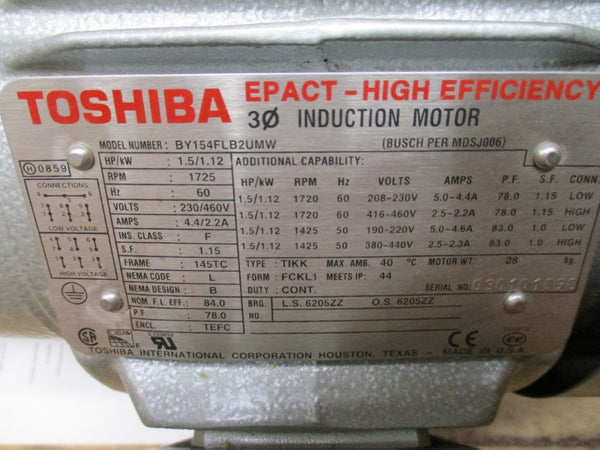 TOSHIBA
EPACT - HIGH EFFICIENCY
3Ø INDUCTION MOTOR
MODEL NUMBER : BY154FLB2UMW (BUSCH PER MDSJ006)
H 0859
CONNECTIONS
LOW VOLTAGE
HIGH VOLTAGE
HP/kW : 1.5/1.12
RPM : 1725
Hz : 60
VOLTS : 230/460V
AMPS : 4.4/2.2A
INS. CLASS : F
S.F. : 1.15
FRAME : 145TC
NEMA CODE : L
NEMA DESIGN : B
NOM. F.L EFF.: 84.0
P.F. : 78.0
ENCL. : TEFC
ADDITIONAL CAPABILITY:
HP/kW RPM Hz VOLTS AMPS P.F. S.F. CONN.
1.5/1.12 1720 60 208-230V 5.0-4.4A 78.0 1.15 LOW
1.5/1.12 1720 60 416-460V 2.5-2.2A 78.0 1.15 HIGH
1.5/1.12 1425 50 190-220V 5.0-4.6A 83.0 1.0 LOW
1.5/1.12 1425 50 380-440V 2.5-2.3A 83.0 1.0 HIGH
TYPE : TIKK MAX. AMB. 40 °C MOTOR WT: 28 kg.
FORM : FCKL1 MEETS IP: 44
DUTY : CONT. SERIAL NO:
BRG. NO. L.S. 6205ZZ O.S. 6205ZZ
TOSHIBA INTERNATIONAL CORPORATION HOUSTON, TEXAS - MADE IN U.S.A.